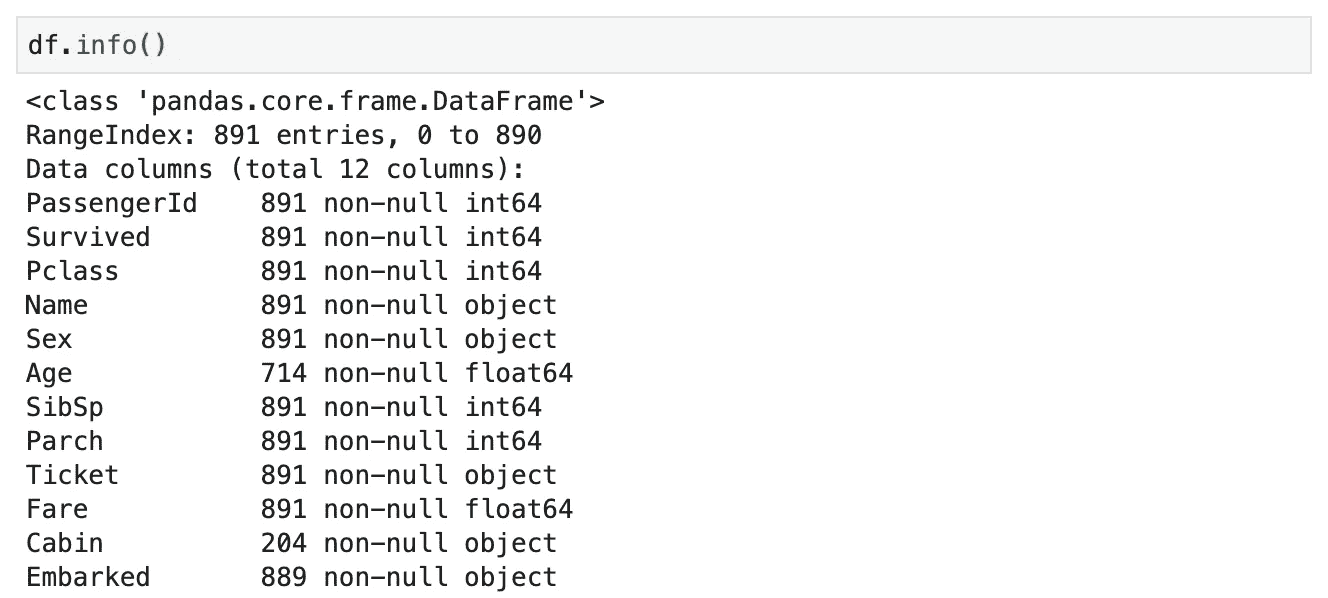 df.info()
<class 'pandas.core.frame.DataFrame'>
RangeIndex: 891 entries, 0 to 890
Data columns (total 12 columns):
PassengerId    891 non-null int64
Survived       891 non-null int64
Pclass         891 non-null int64
Name           891 non-null object
Sex            891 non-null object
Age            714 non-null float64
SibSp          891 non-null int64
Parch          891 non-null int64
Ticket         891 non-null object
Fare           891 non-null float64
Cabin          204 non-null object
Embarked       889 non-null object